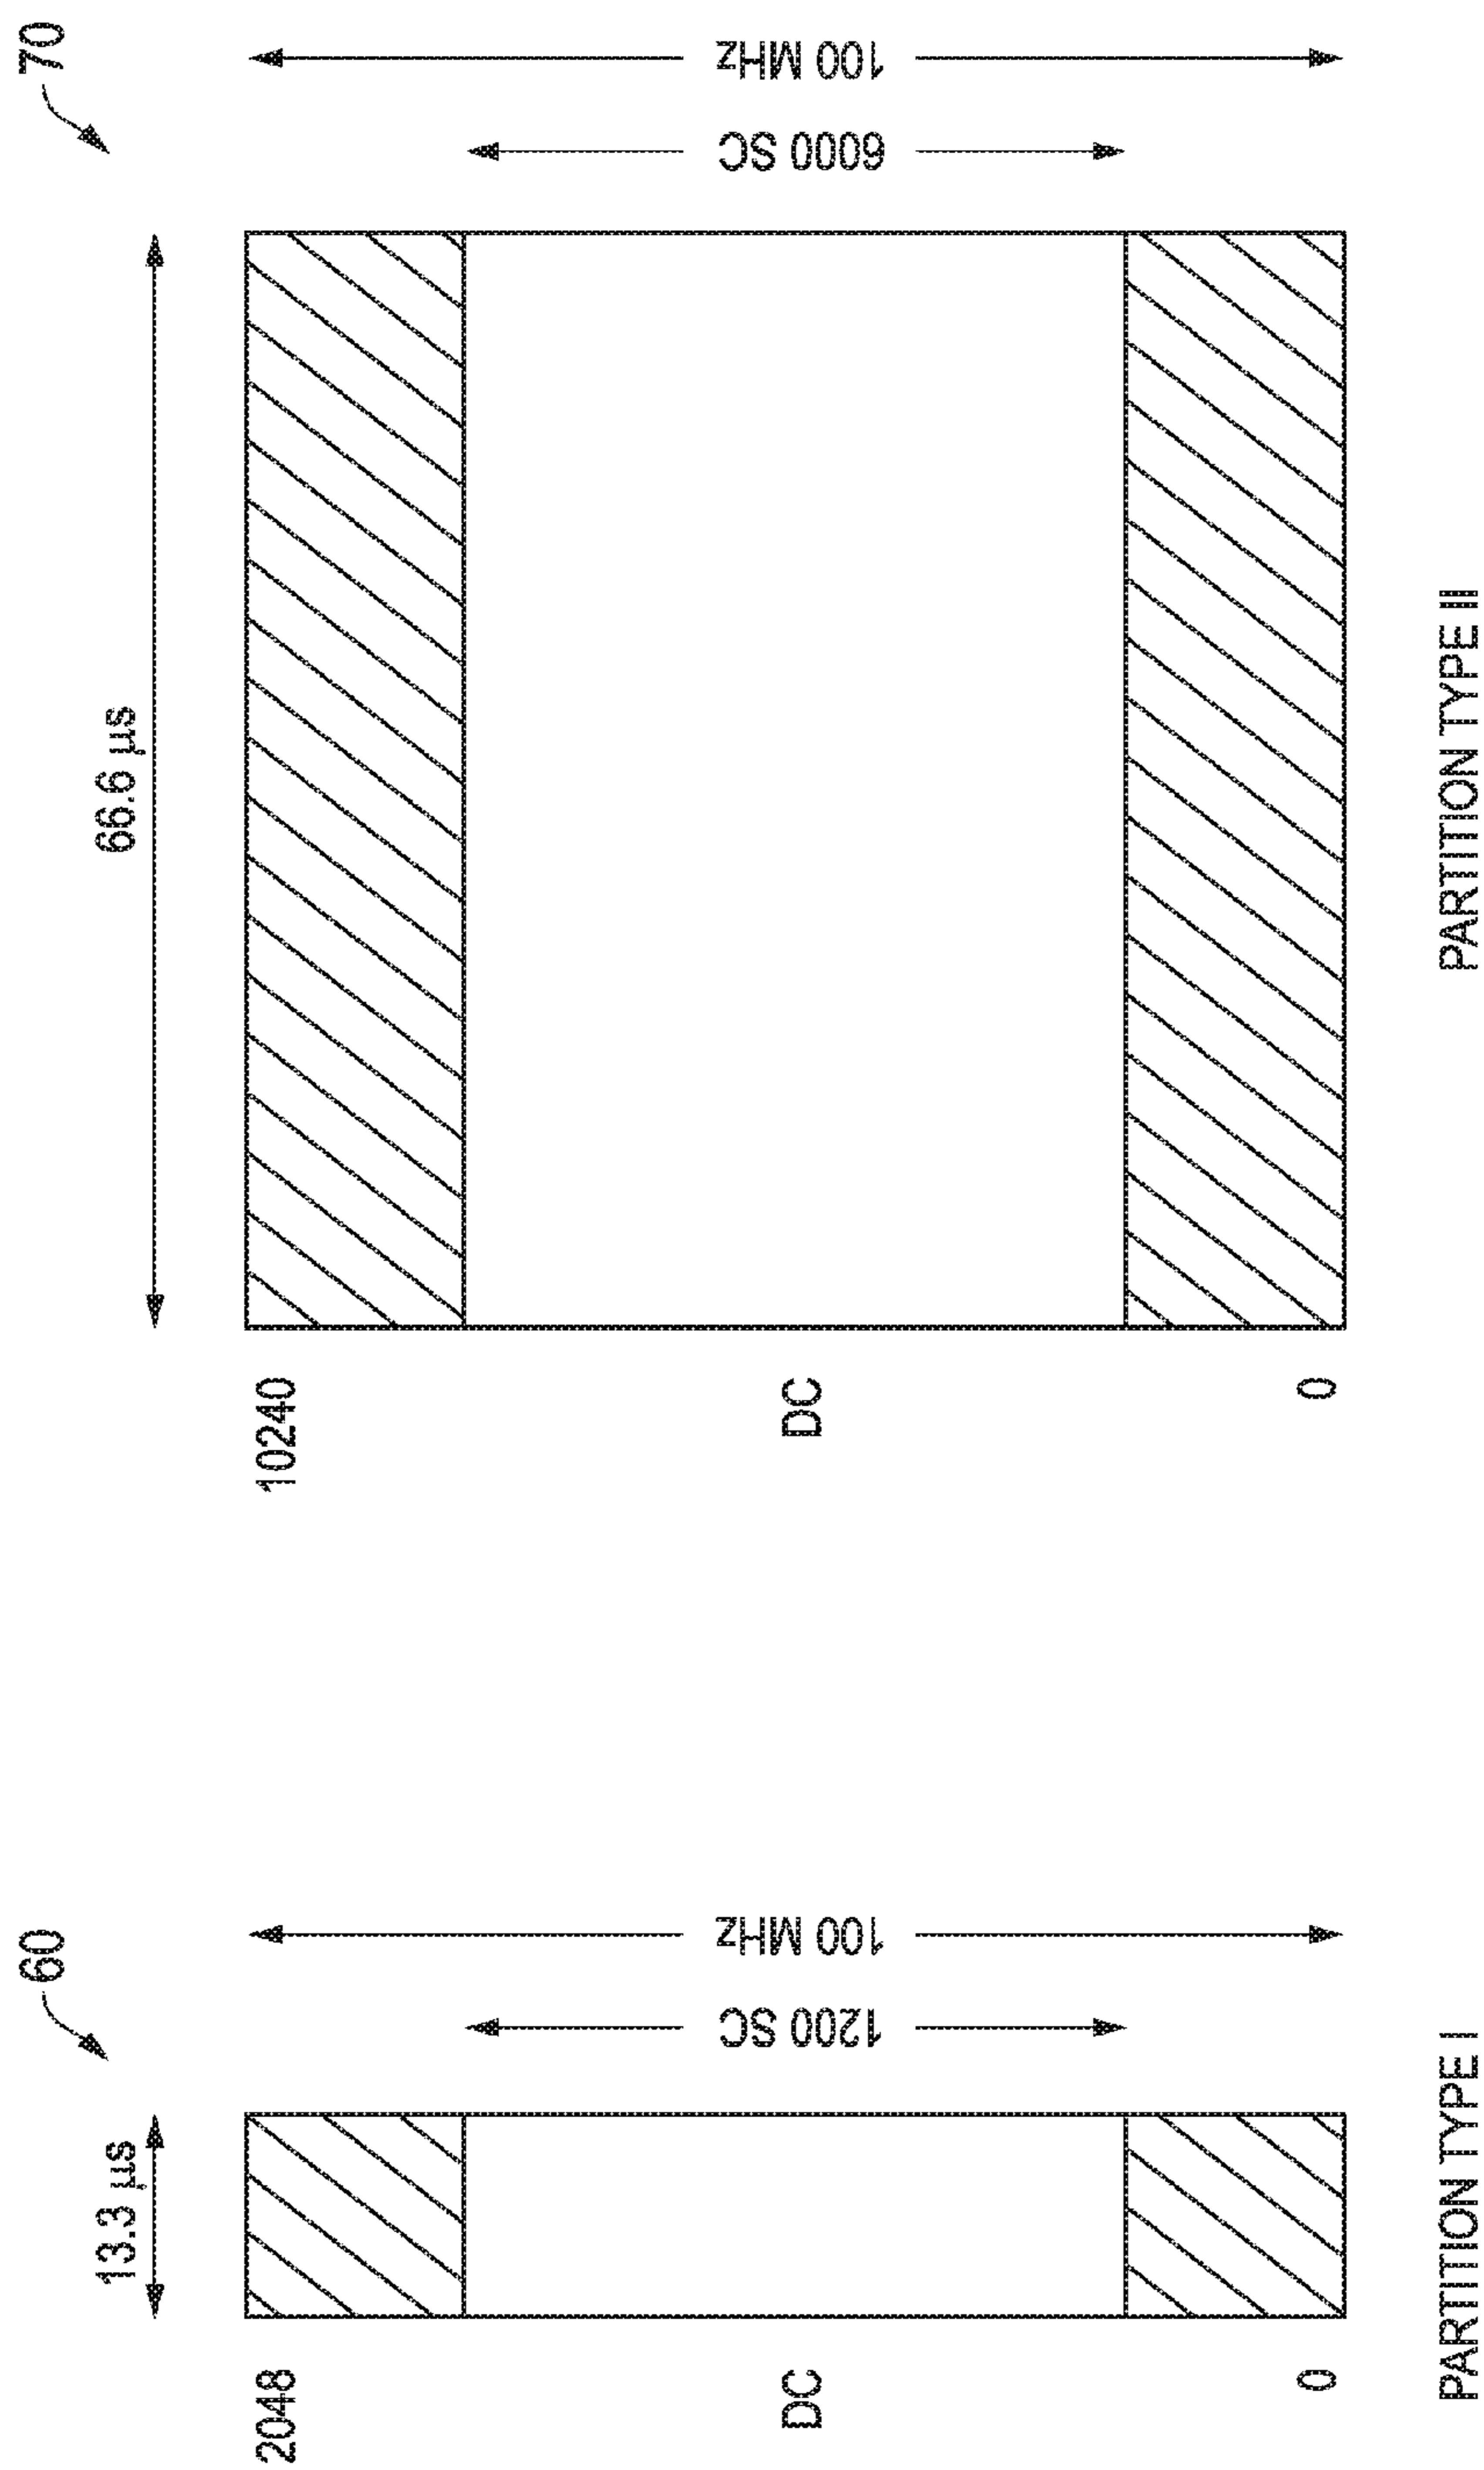 60
13.3 µs
2048
DC
0
1200 SC
100 MHz
PARTITION TYPE I
70
66.6 µs
10240
DC
0
6000 SC
100 MHz
PARTITION TYPE II